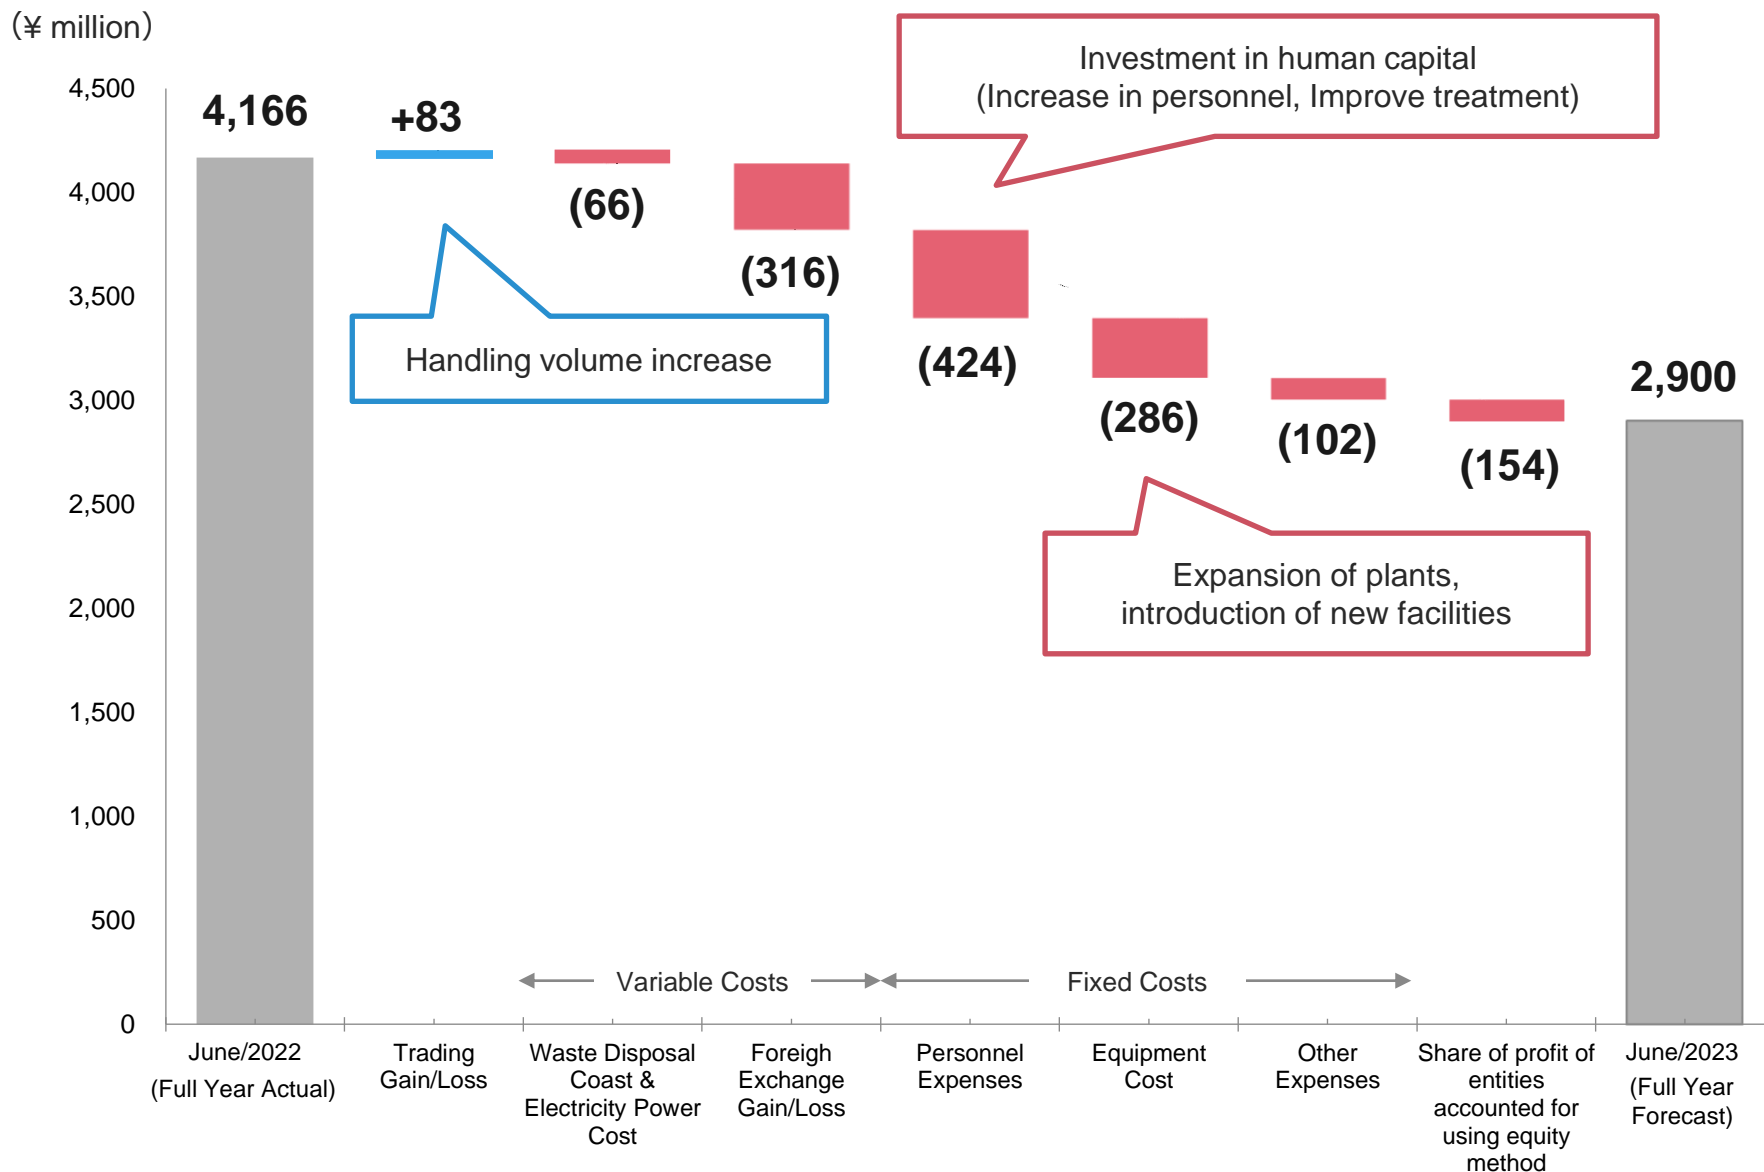 (¥ million)
Investment in human capital
(Increase in personnel, Improve treatment)
4,500
4,000
3,500
3,000
2,500
2,000
1,500
1,000
500
0
4,166
+83
(66)
(316)
(424)
(286)
(102)
(154)
2,900
Handling volume increase
Expansion of plants,
introduction of new facilities
Variable Costs
Fixed Costs
June/2022
(Full Year Actual)
Trading
Gain/Loss
Waste Disposal
Coast &
Electricity Power
Cost
Foreigh
Exchange
Gain/Loss
Personnel
Expenses
Equipment
Cost
Other
Expenses
Share of profit of
entities
accounted for
using equity
method
June/2023
(Full Year
Forecast)